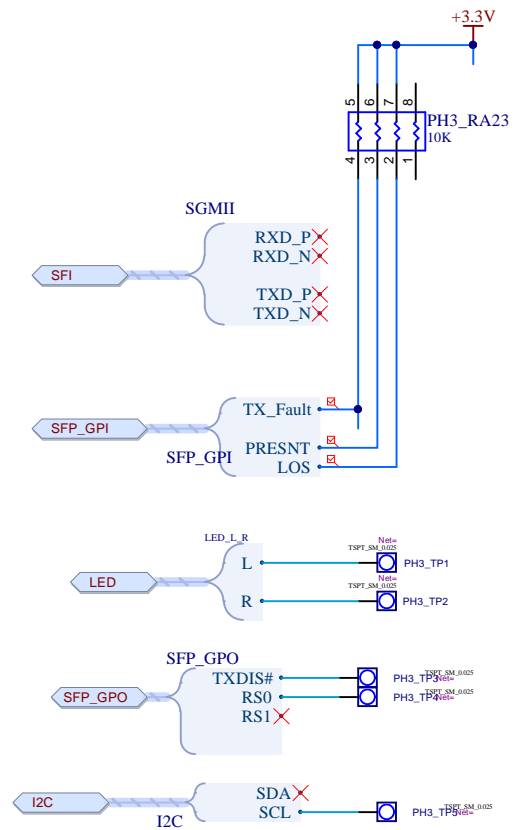 +3.3V
5 6 7 8
PH3_RA23
10K
4 3 2 1
SGMII
RXD_P
RXD_N
SFI
TXD_P
TXD_N
TX_Fault
SFP_GPI
PRESNT
SFP_GPI
LOS
LED_L_R
Net=
TSPT_SM_0.025
L
PH3_TP1
Net=
TSPT_SM_0.025
LED
R
PH3_TP2
SFP_GPO
TXDIS#
PH3_TP3
TSPT_SM_0.025
Net=
SFP_GPO
RS0
PH3_TP4
TSPT_SM_0.025
Net=
RS1
SDA
I2C
SCL
PH3_TP5
TSPT_SM_0.025
Net=
I2C